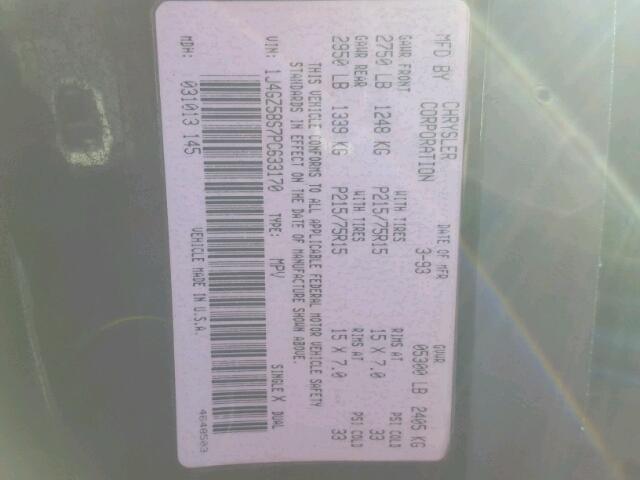 MFD BY CHRYSLER CORPORATION DATE OF MFR 3-93 GVWR 05300 LB 2405 KG
GAWR FRONT WITH TIRES RIMS AT PSI COLD
2750 LB 1248 KG P215/75R15 15 X 7.0 33
GAWR REAR WITH TIRES RIMS AT PSI COLD
2950 LB 1339 KG P215/75R15 15 X 7.0 33
THIS VEHICLE CONFORMS TO ALL APPLICABLE FEDERAL MOTOR VEHICLE SAFETY
STANDARDS IN EFFECT ON THE DATE OF MANUFACTURE SHOWN ABOVE.
VIN: 1J4GZ58S7PC633170 TYPE: MPV SINGLE X DUAL
MDH: 031013 145 VEHICLE MADE IN U.S.A. 4648503